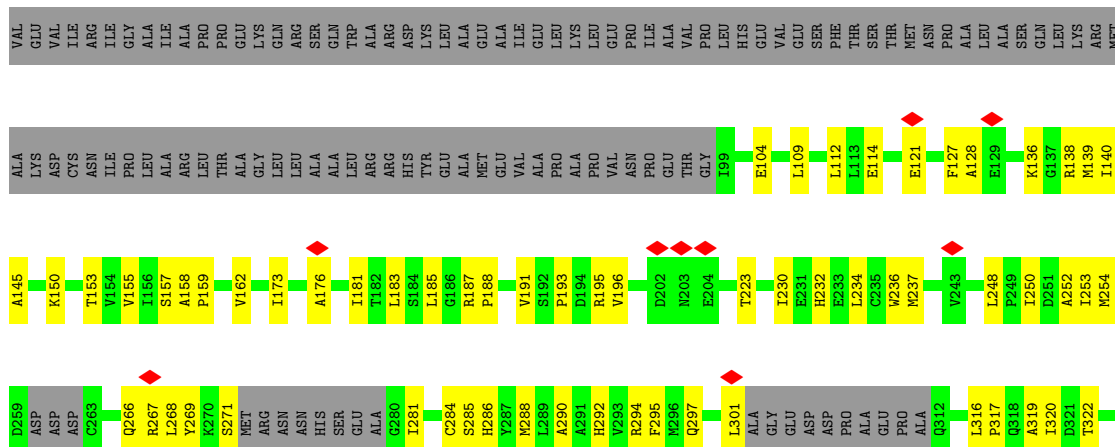 VAL GLU VAL ILE ARG ILE GLY ALA ILE ALA PRO PRO GLU LYS GLN ARG SER GLN TRP ALA ARG ASP LYS LEU ALA GLU ALA ILE GLU LEU LYS LEU GLU PRO ILE ALA VAL PRO LEU HIS GLU VAL GLU SER PHE THR SER THR MET ASN PRO ALA LEU ALA SER GLN LEU LYS ARG MET
ALA LYS ASP CYS ASN ILE PRO LEU ALA ARG LEU THR ALA GLY LEU LEU ALA ALA LEU ARG ARG HIS TYR GLU ALA MET GLU VAL ALA PRO ALA PRO VAL ASN PRO GLU THR GLY I99 E104 L109 L112 L113 E114 E121 F127 A128 E129 K136 G137 R138 M139 I140
A145 K150 T153 V154 V155 I156 S157 A158 P159 V162 I173 A176 I181 T182 L183 S184 L185 G186 R187 P188 V191 S192 P193 D194 R195 V196 D202 N203 E204 T223 I230 E231 H232 E233 L234 C235 W236 M237 V243 L248 P249 I250 D251 A252 I253 M254
D259 ASP ASP ASP C263 Q266 R267 L268 Y269 K270 S271 MET ARG ASN ASN HIS SER GLU ALA G280 I281 C284 S285 H286 Y287 M288 L289 A290 A291 H292 V293 R294 F295 M296 Q297 L301 ALA GLY GLU ASP ASP PRO ALA GLU PRO ALA Q312 L316 P317 Q318 A319 I320 D321 T322